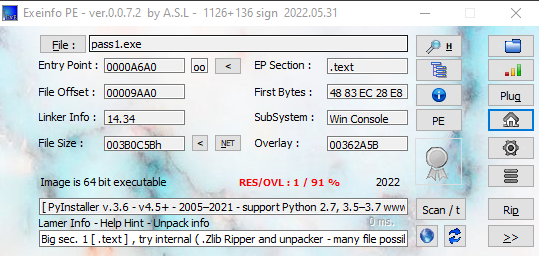 Exeinfo PE - ver.0.0.7.2 by A.S.L - 1126+136 sign 2022.05.31
File : pass1.exe H
Entry Point : 0000A6A0 oo < EP Section : .text
File Offset : 00009AA0 First Bytes : 48 83 EC 28 E8 Plug
Linker Info : 14.34 SubSystem : Win Console PE
File Size : 003B0C5Bh < NET Overlay : 00362A5B
Image is 64 bit executable RES/OVL : 1 / 91 % 2022
[ PyInstaller v.3.6 - v4.5+ - 2005–2021 - support Python 2.7, 3.5–3.7 www Scan / t Rip
Lamer Info - Help Hint - Unpack info 0 ms.
Big sec. 1 [ .text ] , try internal ( .Zlib Ripper and unpacker - many file possil >>